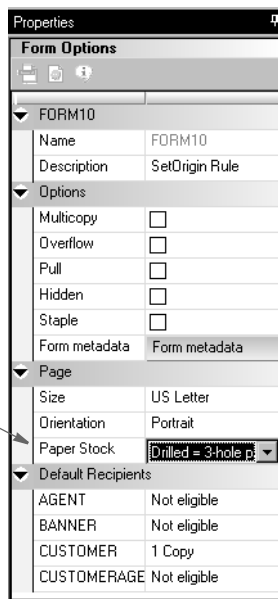 Properties
Form Options
FORM10
Name FORM10
Description SetOrigin Rule
Options
Multicopy
Overflow
Pull
Hidden
Staple
Form metadata Form metadata
Page
Size US Letter
Orientation Portrait
Paper Stock Drilled = 3-hole p
Default Recipients
AGENT Not eligible
BANNER Not eligible
CUSTOMER 1 Copy
CUSTOMERAGE Not eligible